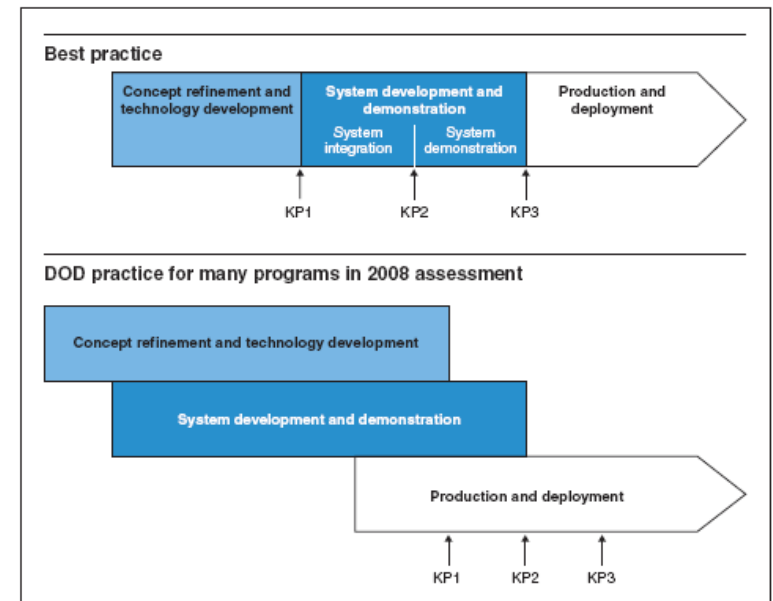 Best practice
Concept refinement and
technology development
System development and
demonstration
System
integration
System
demonstration
Production and
deployment
KP1
KP2
KP3
DOD practice for many programs in 2008 assessment
Concept refinement and technology development
System development and demonstration
Production and deployment
KP1
KP2
KP3